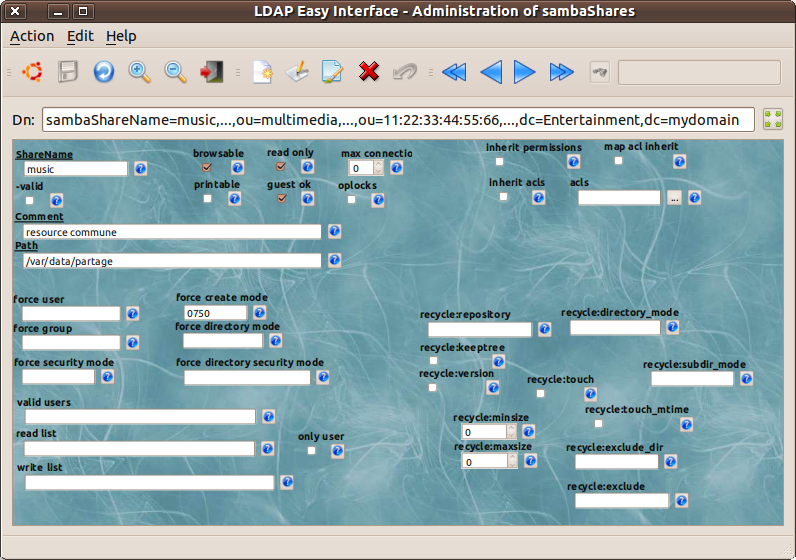 LDAP Easy Interface - Administration of sambaShares
Action Edit Help
Dn: sambaShareName=music,...,ou=multimedia,...,ou=11:22:33:44:55:66,...,dc=Entertainment,dc=mydomain
ShareName browsable read only max connectio inherit permissions map acl inherit
music 0
-valid printable guest ok oplocks inherit acls acls
...
Comment
resource commune
Path
/var/data/partage
force user force create mode recycle:repository recycle:directory_mode
0750
force group force directory mode
recycle:keeptree
force security mode force directory security mode recycle:subdir_mode
recycle:version recycle:touch
valid users recycle:touch_mtime
recycle:minsize
read list only user 0
recycle:maxsize recycle:exclude_dir
0
write list
recycle:exclude